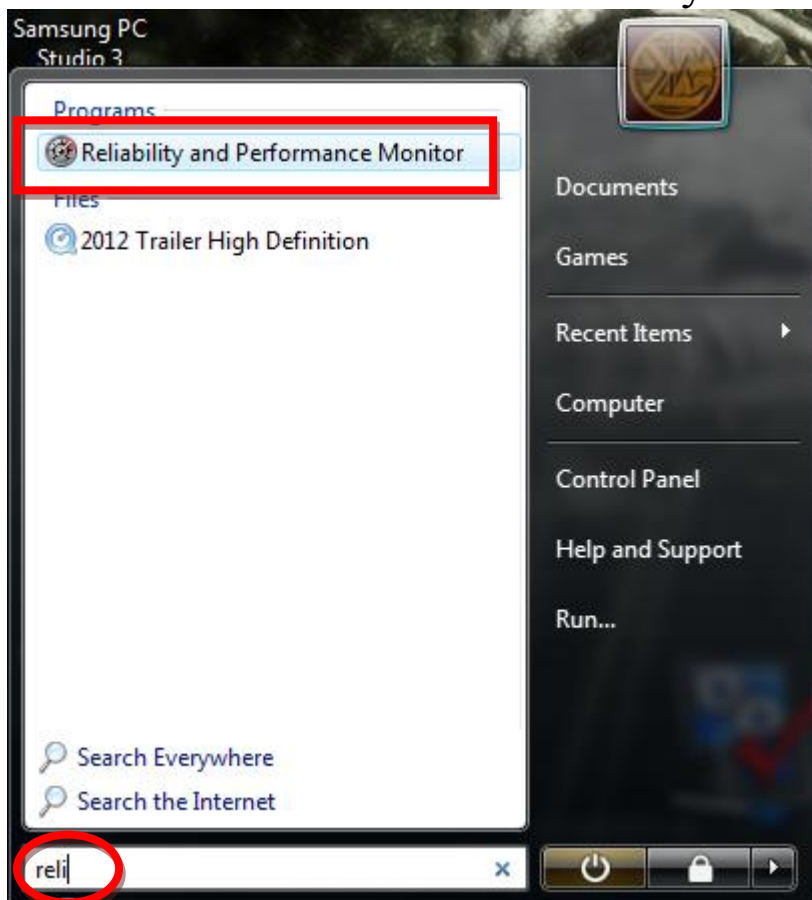 Samsung PC
Studio 3
Programs
Reliability and Performance Monitor
Files
2012 Trailer High Definition
Search Everywhere
Search the Internet
reli
Documents
Games
Recent Items
Computer
Control Panel
Help and Support
Run...